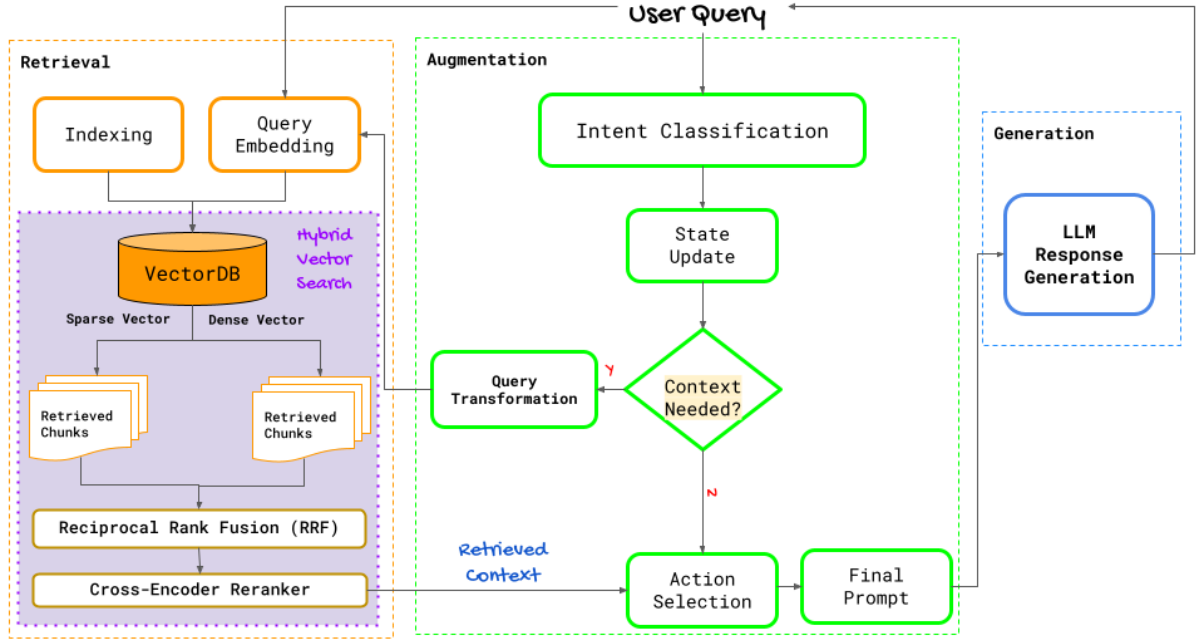 User Query
Retrieval
Indexing
Query
Embedding
Hybrid
Vector
Search
VectorDB
Sparse Vector
Dense Vector
Retrieved
Chunks
Retrieved
Chunks
Reciprocal Rank Fusion (RRF)
Cross-Encoder Reranker
Retrieved
Context
Augmentation
Intent Classification
State
Update
Context
Needed?
Y
N
Query
Transformation
Action
Selection
Final
Prompt
Generation
LLM
Response
Generation